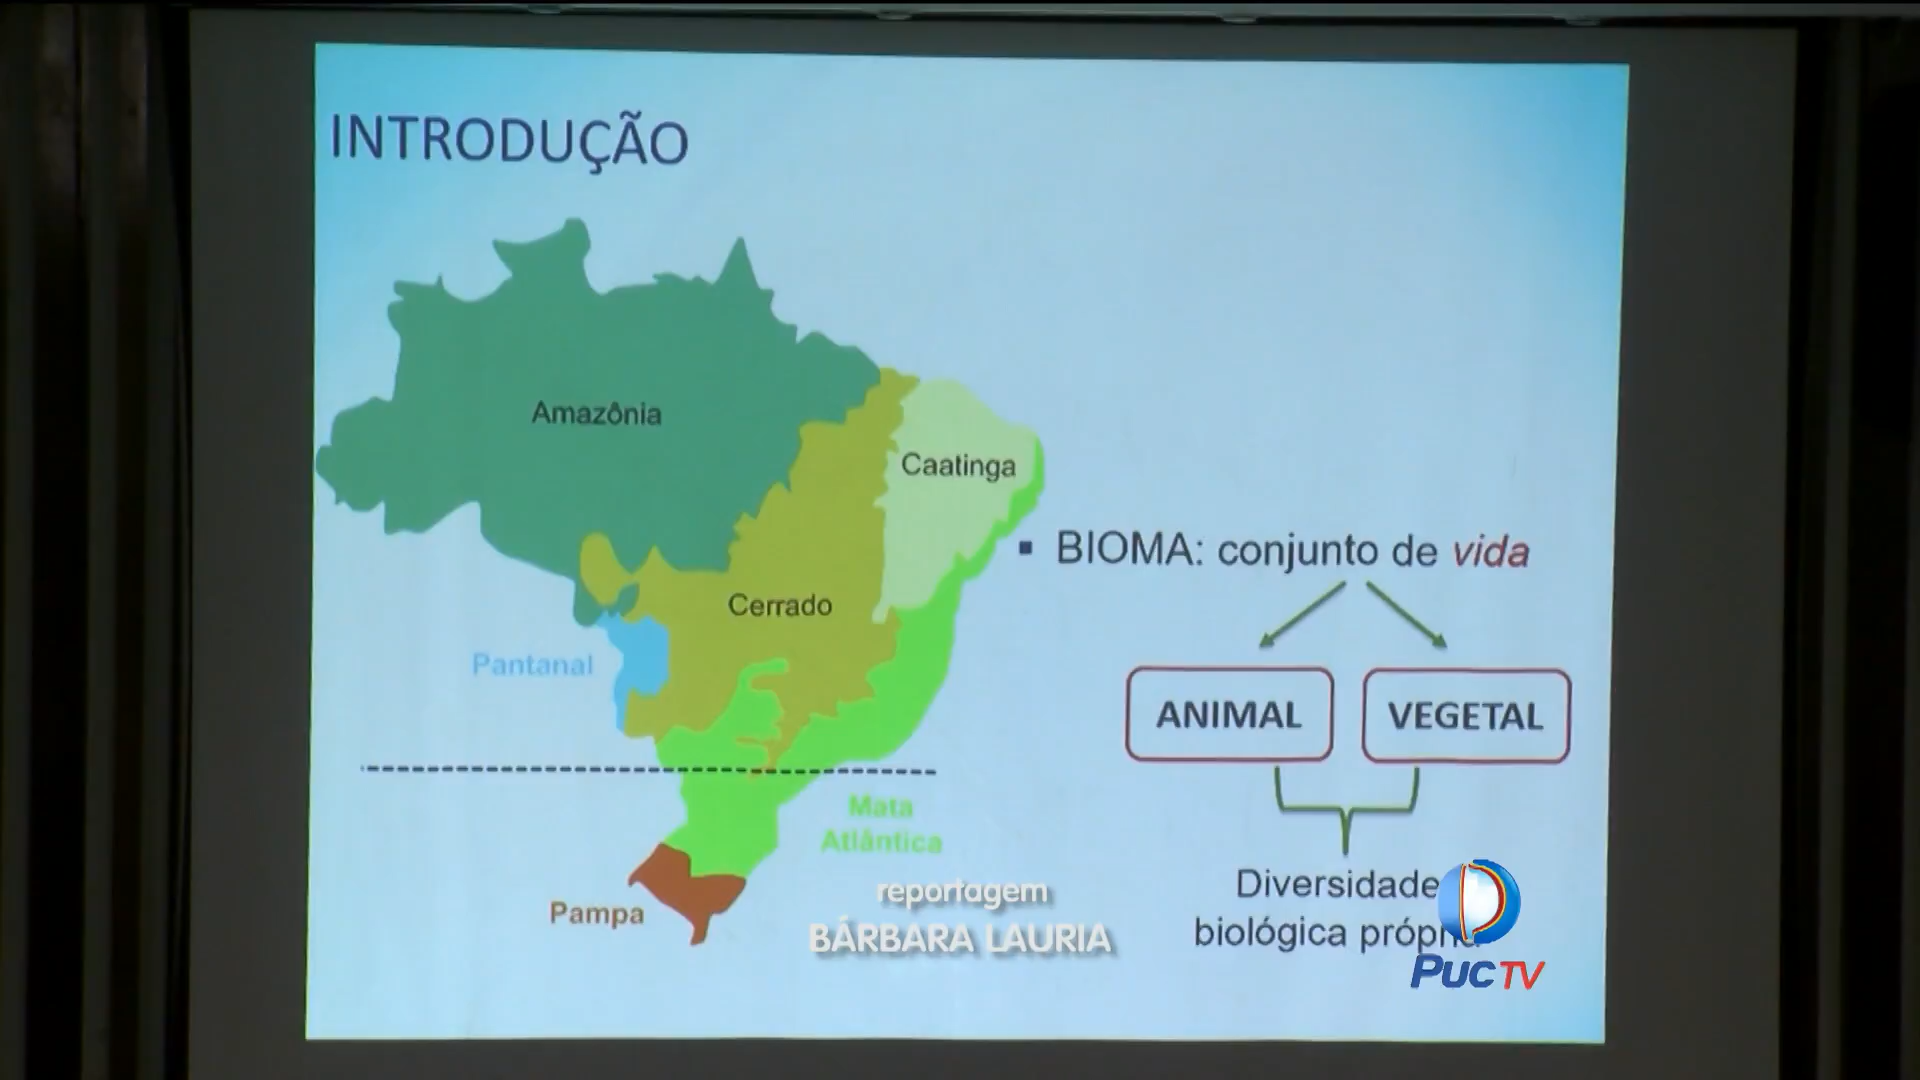 INTRODUÇÃO
Amazônia
Caatinga
Cerrado
Pantanal
Mata
Atlântica
Pampa
▪ BIOMA: conjunto de vida
ANIMAL
VEGETAL
Diversidade
biológica própria
reportagem
BÁRBARA LAURIA
PUC TV